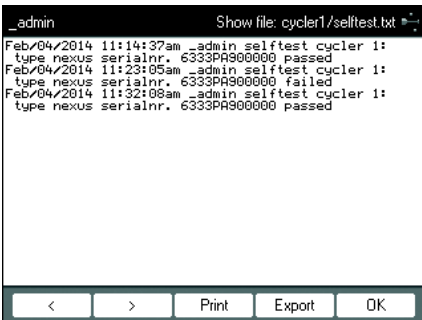 _admin Show file: cycler1/selftest.txt
Feb/04/2014 11:14:37am _admin selftest cycler 1:
type nexus serialnr. 6333PA900000 passed
Feb/04/2014 11:23:05am _admin selftest cycler 1:
type nexus serialnr. 6333PA900000 failed
Feb/04/2014 11:32:08am _admin selftest cycler 1:
type nexus serialnr. 6333PA900000 passed
< > Print Export OK